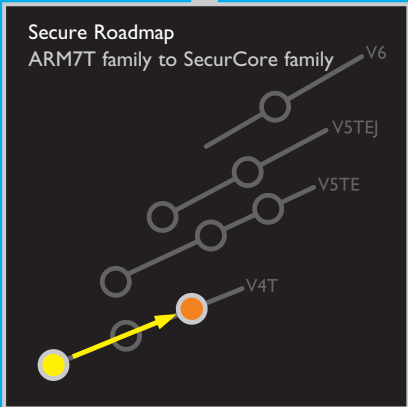 Secure Roadmap
ARM7T family to SecurCore family
V6
V5TEJ
V5TE
V4T